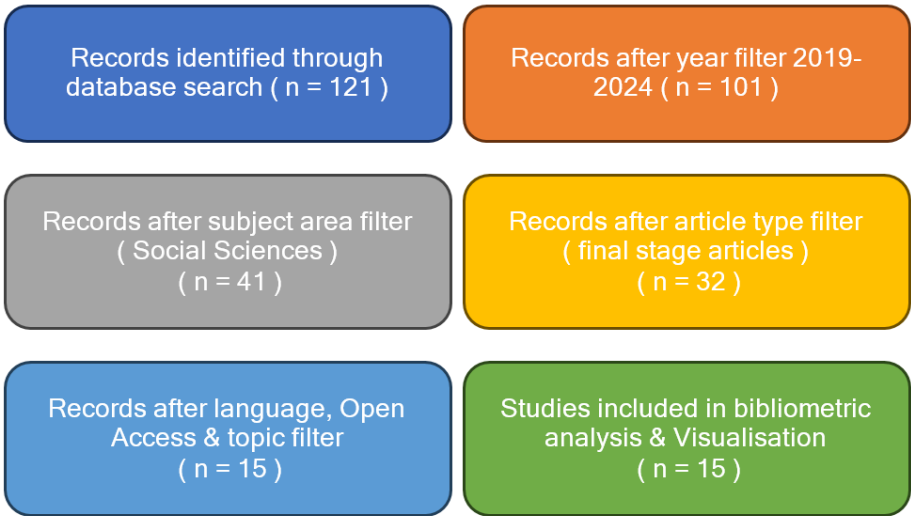 Records identified through
database search ( n = 121 )
Records after year filter 2019-
2024 ( n = 101 )
Records after subject area filter
( Social Sciences )
( n = 41 )
Records after article type filter
( final stage articles )
( n = 32 )
Records after language, Open
Access & topic filter
( n = 15 )
Studies included in bibliometric
analysis & Visualisation
( n = 15 )